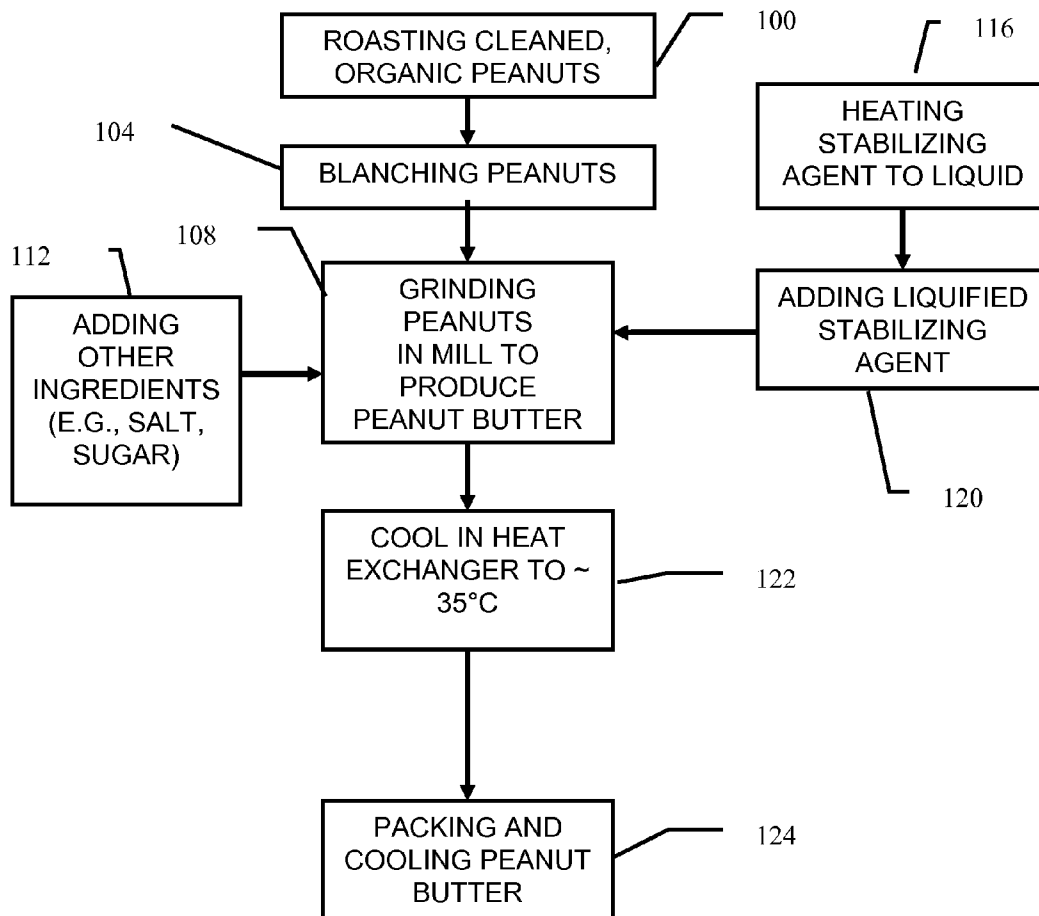 100
ROASTING CLEANED,
ORGANIC PEANUTS
116
HEATING
STABILIZING
AGENT TO LIQUID
104
BLANCHING PEANUTS
112
108
ADDING
OTHER
INGREDIENTS
(E.G., SALT,
SUGAR)
GRINDING
PEANUTS
IN MILL TO
PRODUCE
PEANUT BUTTER
ADDING LIQUIFIED
STABILIZING
AGENT
120
COOL IN HEAT
EXCHANGER TO ~
35°C
122
PACKING AND
COOLING PEANUT
BUTTER
124